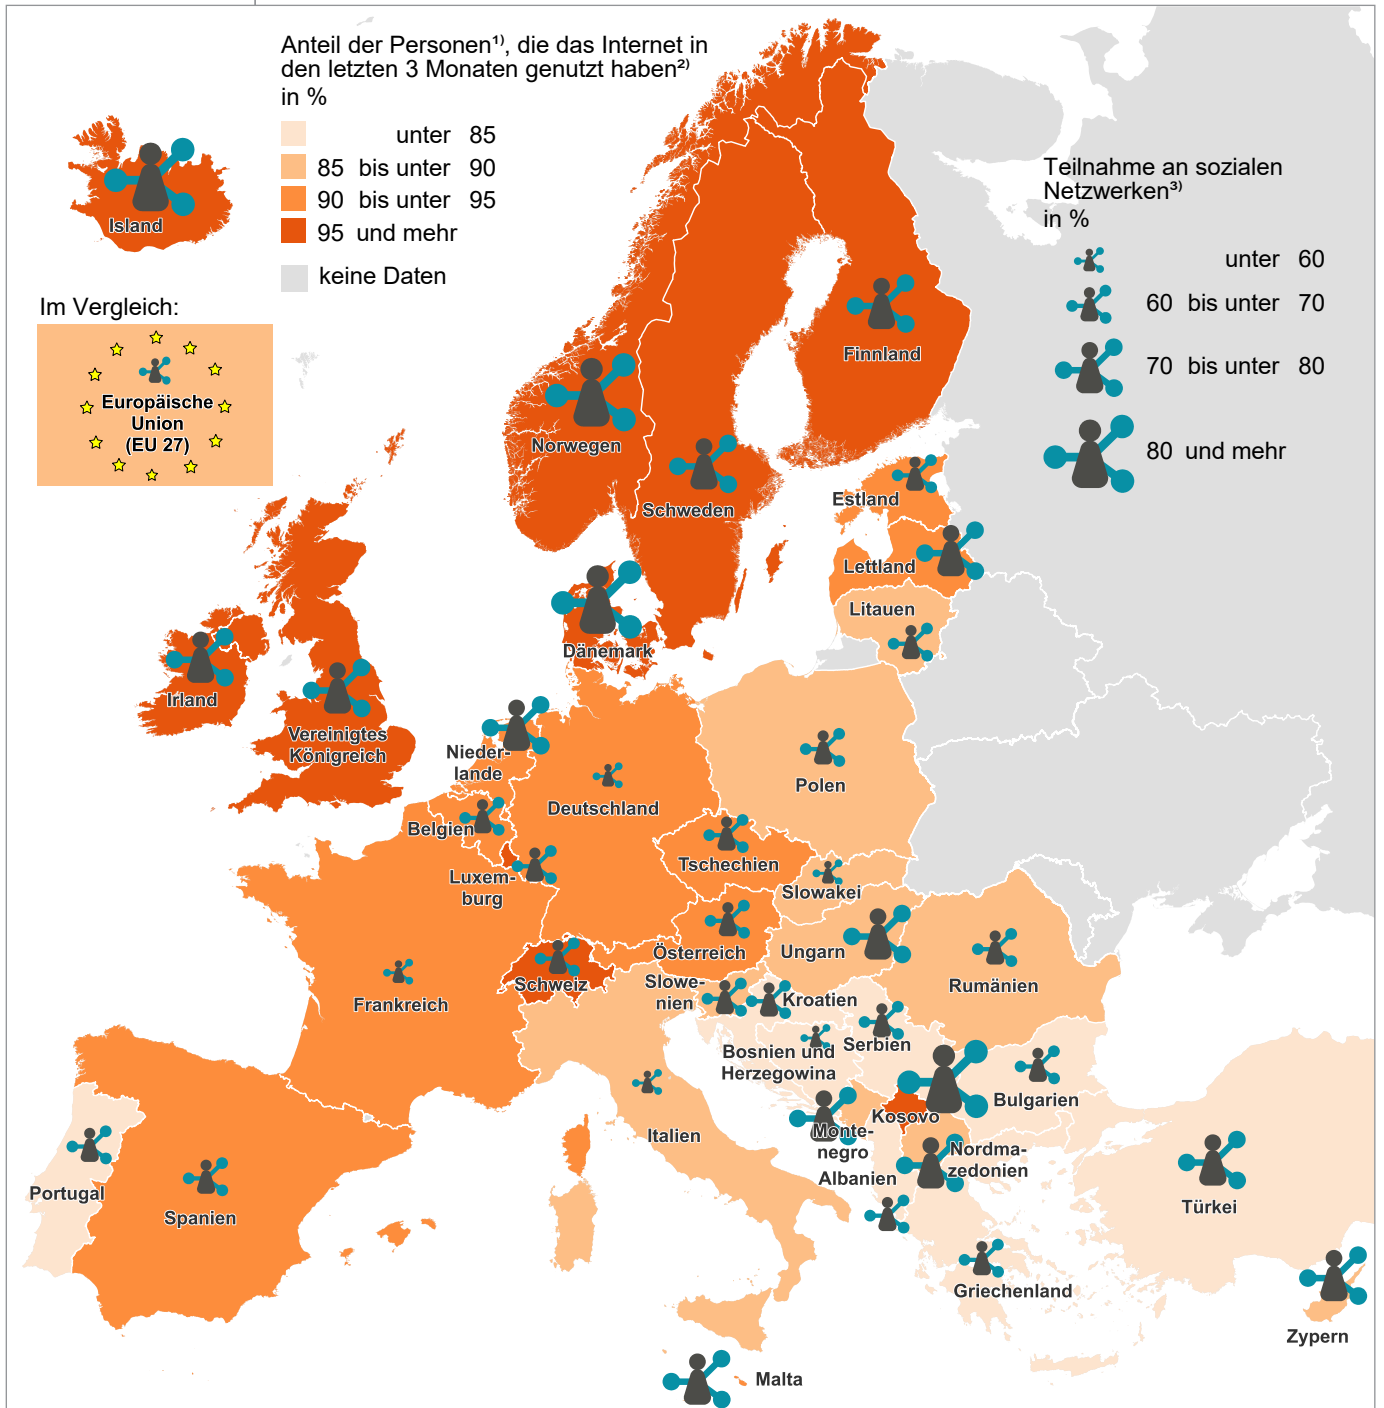 Anteil der Personen¹⁾, die das Internet in
den letzten 3 Monaten genutzt haben²⁾
in %
unter 85
85 bis unter 90
90 bis unter 95
95 und mehr
keine Daten
Teilnahme an sozialen
Netzwerken³⁾
in %
unter 60
60 bis unter 70
70 bis unter 80
80 und mehr
Im Vergleich:
Europäische
Union
(EU 27)
Island
Finnland
Norwegen
Schweden
Estland
Lettland
Litauen
Dänemark
Irland
Vereinigtes
Königreich
Nieder-
lande
Polen
Deutschland
Belgien
Tschechien
Luxem-
burg
Slowakei
Österreich
Ungarn
Schweiz
Slowe-
nien
Kroatien
Rumänien
Frankreich
Bosnien und
Herzegowina
Serbien
Bulgarien
Kosovo
Italien
Monte-
negro
Nordma-
zedonien
Albanien
Portugal
Spanien
Türkei
Griechenland
Zypern
Malta